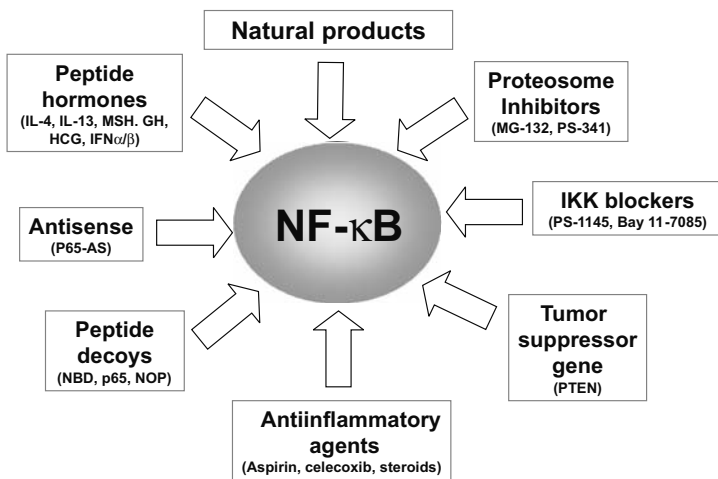 Natural products
Peptide
hormones
(IL-4, IL-13, MSH. GH,
HCG, IFNα/β)
Proteosome
Inhibitors
(MG-132, PS-341)
Antisense
(P65-AS)
NF-κB
IKK blockers
(PS-1145, Bay 11-7085)
Peptide
decoys
(NBD, p65, NOP)
Tumor
suppressor
gene
(PTEN)
Antiinflammatory
agents
(Aspirin, celecoxib, steroids)